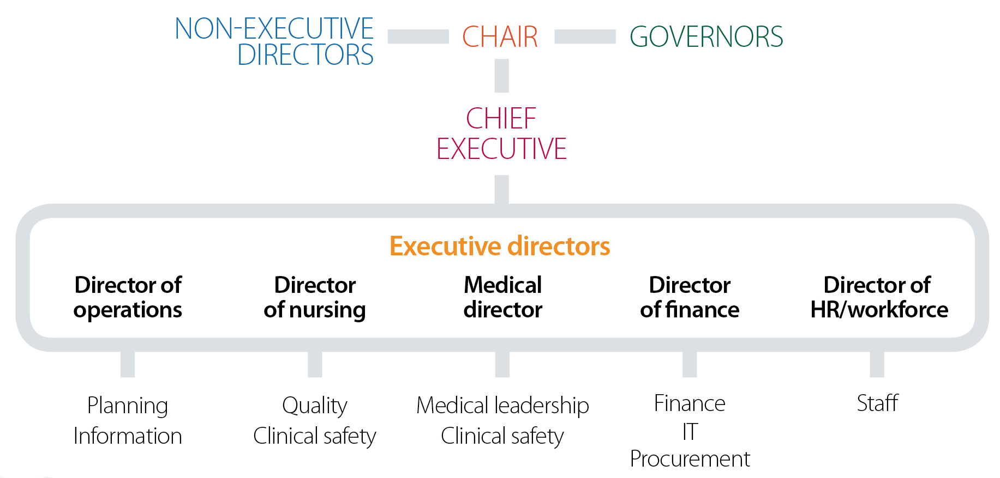 NON-EXECUTIVE
DIRECTORS
CHAIR
GOVERNORS
CHIEF
EXECUTIVE
Executive directors
Director of
operations
Director
of nursing
Medical
director
Director
of finance
Director of
HR/workforce
Planning
Information
Quality
Clinical safety
Medical leadership
Clinical safety
Finance
IT
Procurement
Staff